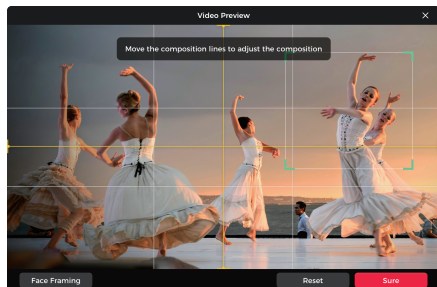 Video Preview
Move the composition lines to adjust the composition
Face Framing
Reset
Sure